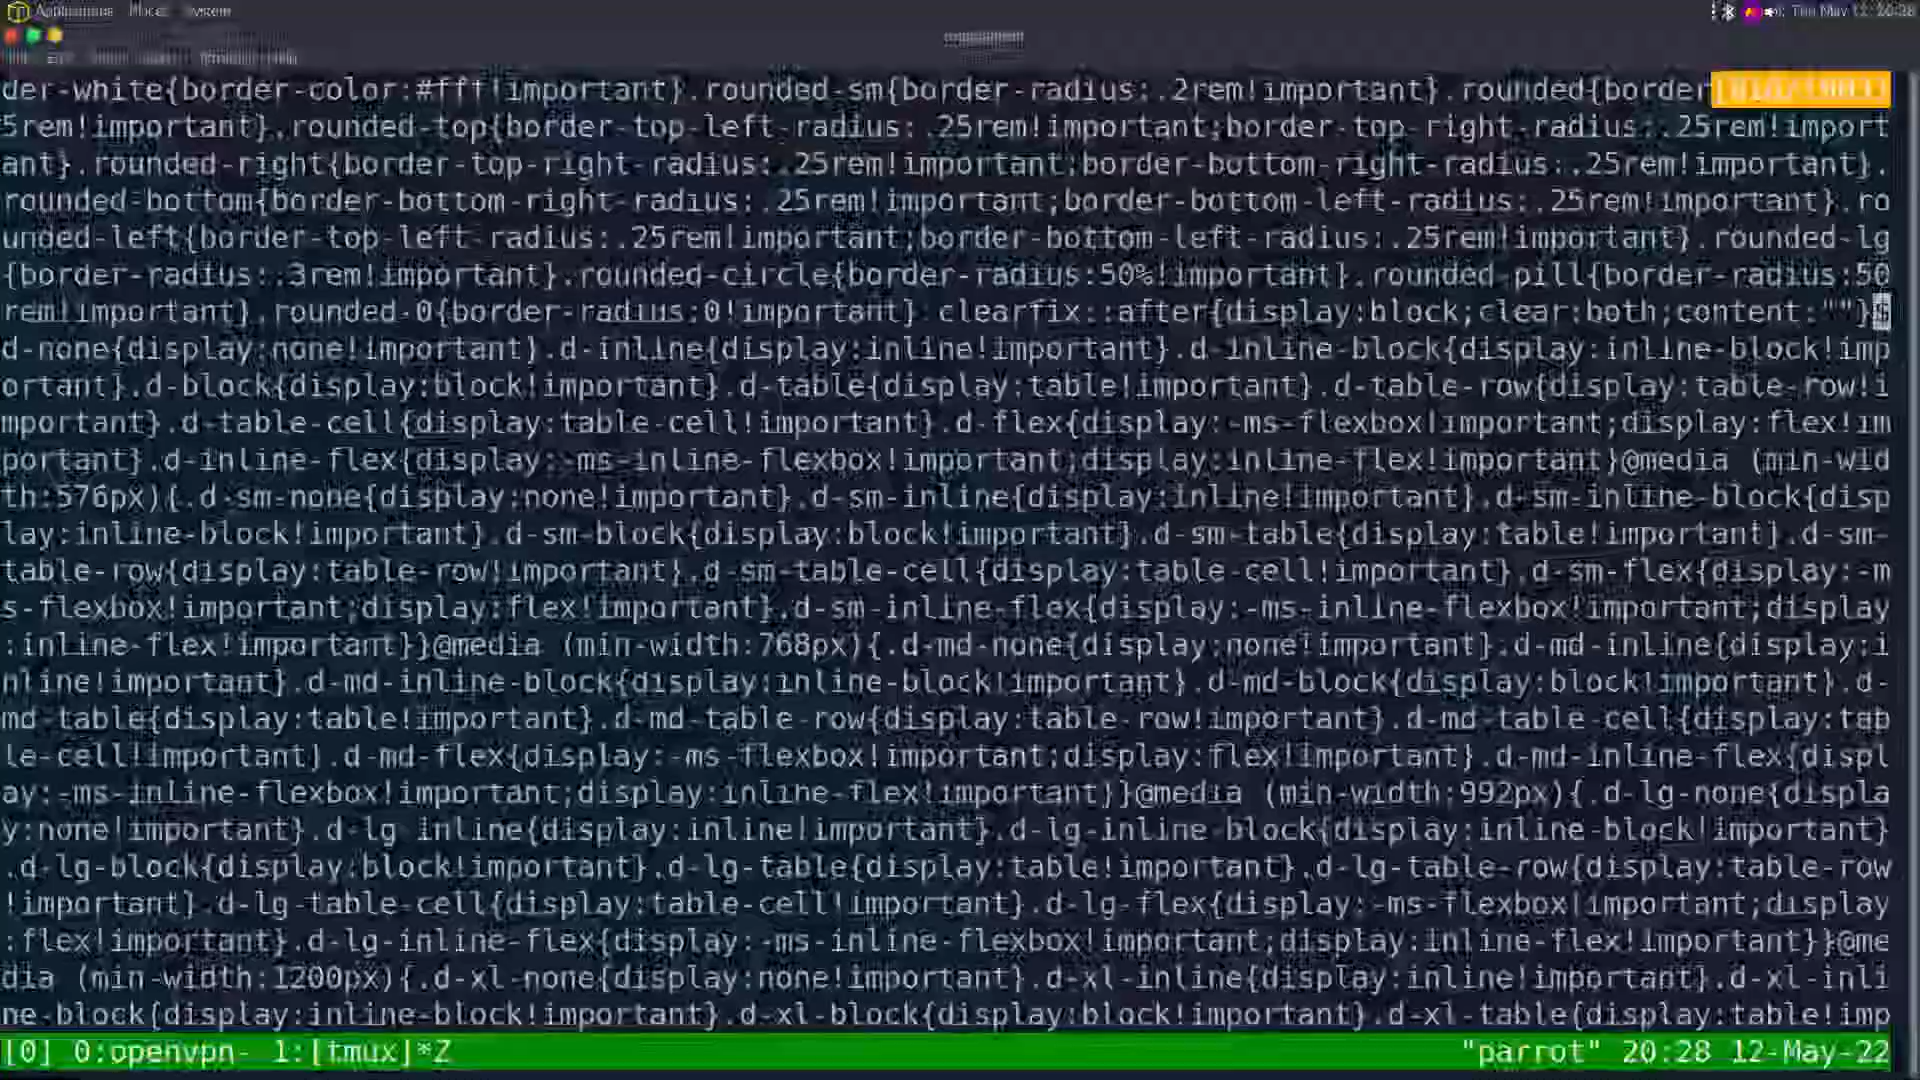 Applications Places System
Thu May 12, 20:28
der-white{border-color:#fff!important}.rounded-sm{border-radius:.2rem!important}.rounded{border
5rem!important}.rounded-top{border-top-left-radius:.25rem!important;border-top-right-radius:.25rem!import
ant}.rounded-right{border-top-right-radius:.25rem!important;border-bottom-right-radius:.25rem!important}.
rounded-bottom{border-bottom-right-radius:.25rem!important;border-bottom-left-radius:.25rem!important}.ro
unded-left{border-top-left-radius:.25rem!important;border-bottom-left-radius:.25rem!important}.rounded-lg
{border-radius:.3rem!important}.rounded-circle{border-radius:50%!important}.rounded-pill{border-radius:50
rem!important}.rounded-0{border-radius:0!important}.clearfix::after{display:block;clear:both;content:""}
d-none{display:none!important}.d-inline{display:inline!important}.d-inline-block{display:inline-block!imp
ortant}.d-block{display:block!important}.d-table{display:table!important}.d-table-row{display:table-row!i
mportant}.d-table-cell{display:table-cell!important}.d-flex{display:-ms-flexbox!important;display:flex!im
portant}.d-inline-flex{display:-ms-inline-flexbox!important;display:inline-flex!important}@media (min-wid
th:576px){.d-sm-none{display:none!important}.d-sm-inline{display:inline!important}.d-sm-inline-block{disp
lay:inline-block!important}.d-sm-block{display:block!important}.d-sm-table{display:table!important}.d-sm-
table-row{display:table-row!important}.d-sm-table-cell{display:table-cell!important}.d-sm-flex{display:-m
s-flexbox!important;display:flex!important}.d-sm-inline-flex{display:-ms-inline-flexbox!important;display
:inline-flex!important}}@media (min-width:768px){.d-md-none{display:none!important}.d-md-inline{display:i
nline!important}.d-md-inline-block{display:inline-block!important}.d-md-block{display:block!important}.d-
md-table{display:table!important}.d-md-table-row{display:table-row!important}.d-md-table-cell{display:tab
le-cell!important}.d-md-flex{display:-ms-flexbox!important;display:flex!important}.d-md-inline-flex{displ
ay:-ms-inline-flexbox!important;display:inline-flex!important}}@media (min-width:992px){.d-lg-none{displa
y:none!important}.d-lg-inline{display:inline!important}.d-lg-inline-block{display:inline-block!important}
.d-lg-block{display:block!important}.d-lg-table{display:table!important}.d-lg-table-row{display:table-row
!important}.d-lg-table-cell{display:table-cell!important}.d-lg-flex{display:-ms-flexbox!important;display
:flex!important}.d-lg-inline-flex{display:-ms-inline-flexbox!important;display:inline-flex!important}}@me
dia (min-width:1200px){.d-xl-none{display:none!important}.d-xl-inline{display:inline!important}.d-xl-inli
ne-block{display:inline-block!important}.d-xl-block{display:block!important}.d-xl-table{display:table!imp
[0] 0:openvpn- 1:[tmux]*Z "parrot" 20:28 12-May-22